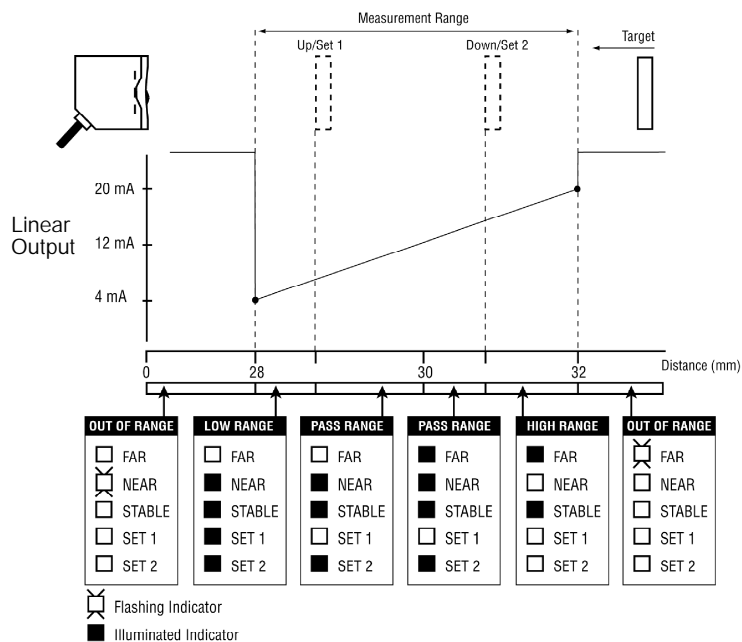 Measurement Range
Up/Set 1
Down/Set 2
Target
Linear
Output
20 mA
12 mA
4 mA
0
28
30
32
Distance (mm)
OUT OF RANGE
FAR
NEAR
STABLE
SET 1
SET 2
LOW RANGE
FAR
NEAR
STABLE
SET 1
SET 2
PASS RANGE
FAR
NEAR
STABLE
SET 1
SET 2
PASS RANGE
FAR
NEAR
STABLE
SET 1
SET 2
HIGH RANGE
FAR
NEAR
STABLE
SET 1
SET 2
OUT OF RANGE
FAR
NEAR
STABLE
SET 1
SET 2
Flashing Indicator
Illuminated Indicator